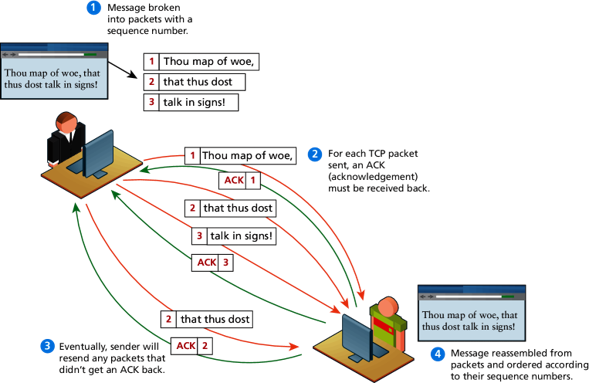 1 Message broken
into packets with a
sequence number.
Thou map of woe, that
thus dost talk in signs!
1 Thou map of woe,
2 that thus dost
3 talk in signs!
1 Thou map of woe,
ACK 1
2 For each TCP packet
sent, an ACK
(acknowledgement)
must be received back.
2 that thus dost
3 talk in signs!
ACK 3
2 that thus dost
ACK 2
3 Eventually, sender will
resend any packets that
didn't get an ACK back.
Thou map of woe, that
thus dost talk in signs!
4 Message reassembled from
packets and ordered according
to their sequence numbers.